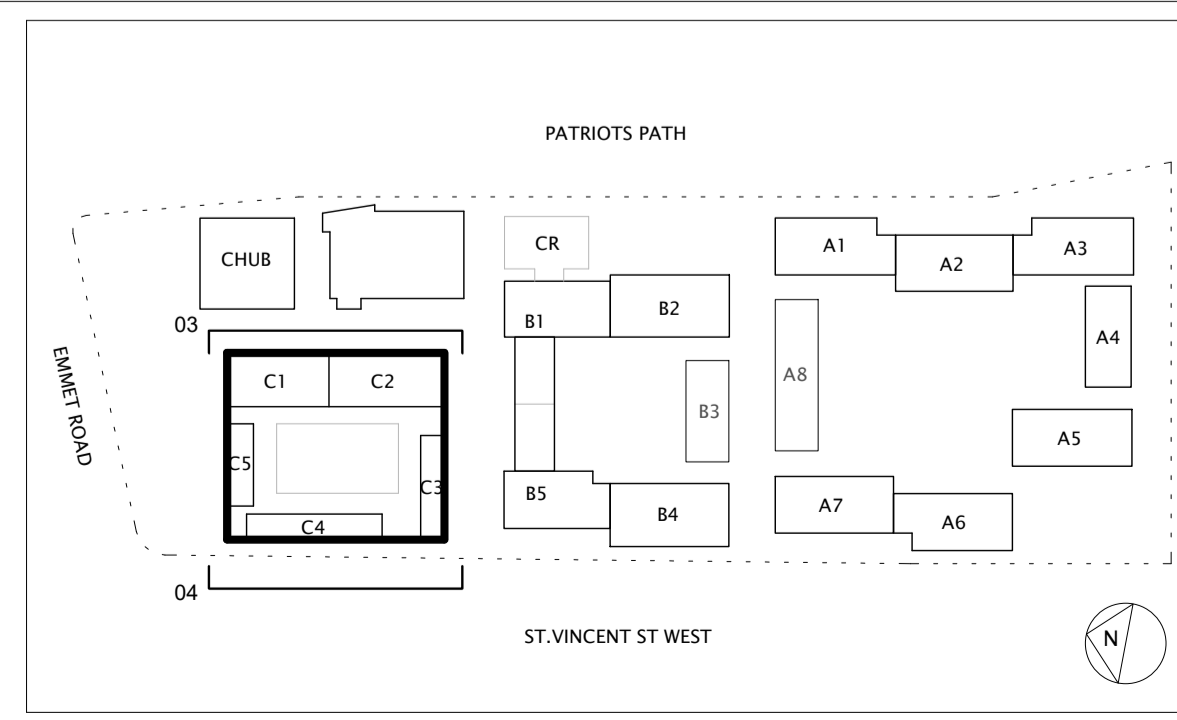 PATRIOTS PATH
CHUB
CR
A1
A2
A3
03
B1
B2
A4
EMMET ROAD
C1
C2
A8
B3
C5
C3
A5
C4
B5
B4
A7
A6
04
ST.VINCENT ST WEST
N